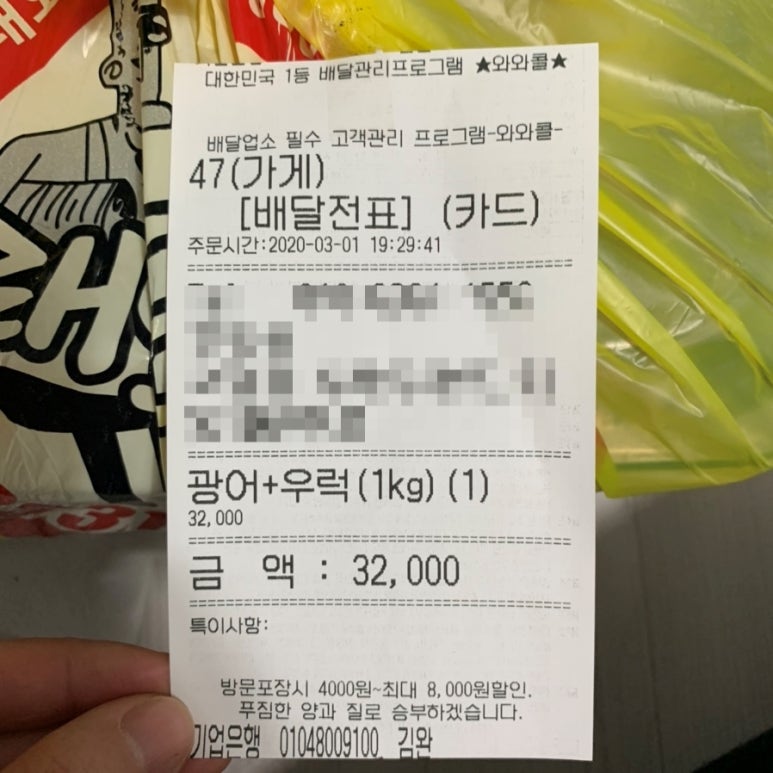 대한민국 1등 배달관리프로그램 ★와와콜★
배달업소 필수 고객관리 프로그램-와와콜-
47(가게)
[배달전표] (카드)
주문시간:2020-03-01 19:29:41
광어+우럭(1kg)(1)
32,000
금 액 : 32,000
특이사항:
방문포장시 4000원~최대 8,000원할인.
푸짐한 양과 질로 승부하겠습니다.
기업은행 01048009100 김완